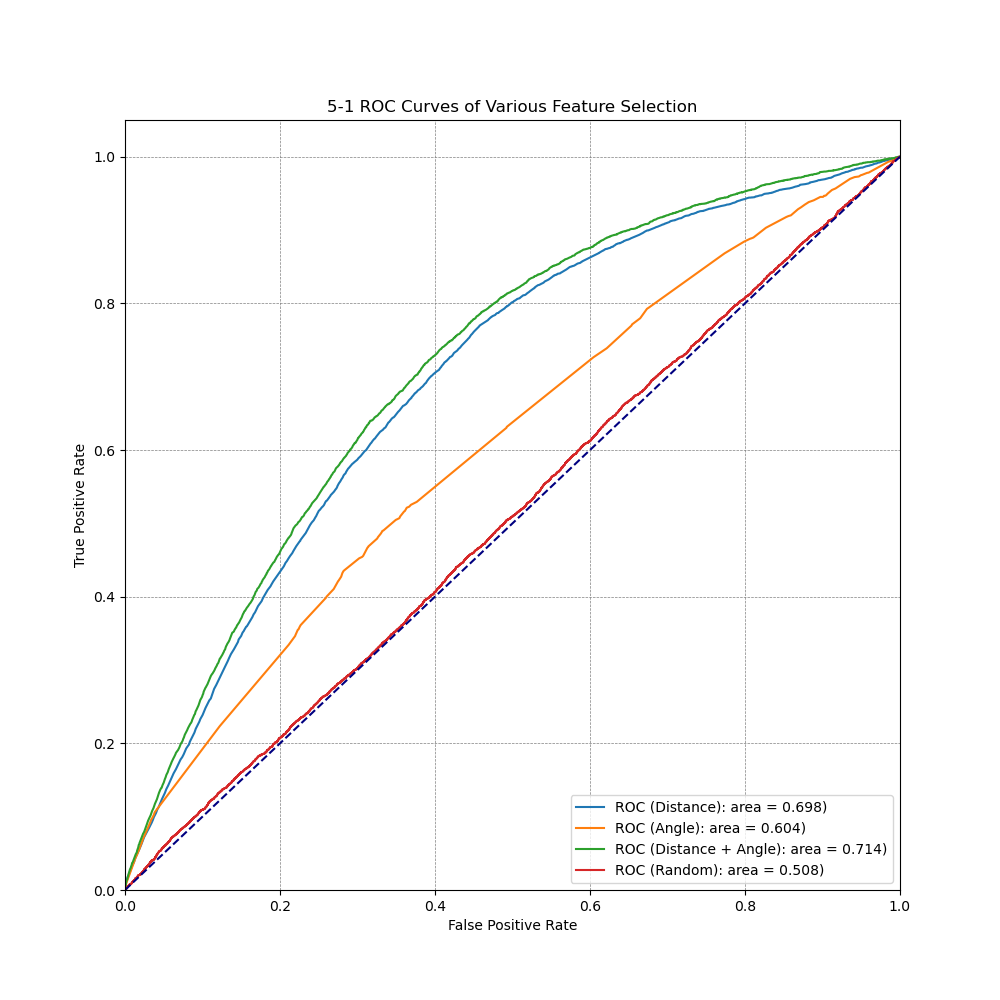 5-1 ROC Curves of Various Feature Selection
True Positive Rate
1.0
0.8
0.6
0.4
0.2
0.0
0.0 0.2 0.4 0.6 0.8 1.0
False Positive Rate
ROC (Distance): area = 0.698)
ROC (Angle): area = 0.604)
ROC (Distance + Angle): area = 0.714)
ROC (Random): area = 0.508)